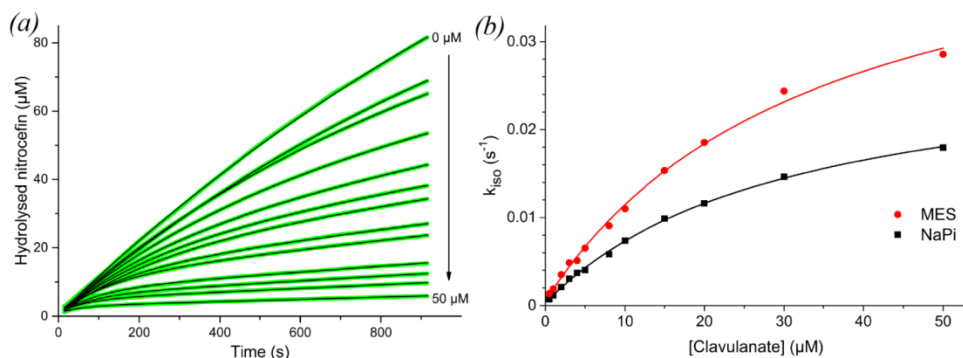 (a)
Hydrolysed nitrocefin (µM)
80
60
40
20
0
0 µM
50 µM
200 400 600 800
Time (s)
(b)
k_iso (s⁻¹)
0.03
0.02
0.01
0
MES
NaPi
0 10 20 30 40 50
[Clavulanate] (µM)